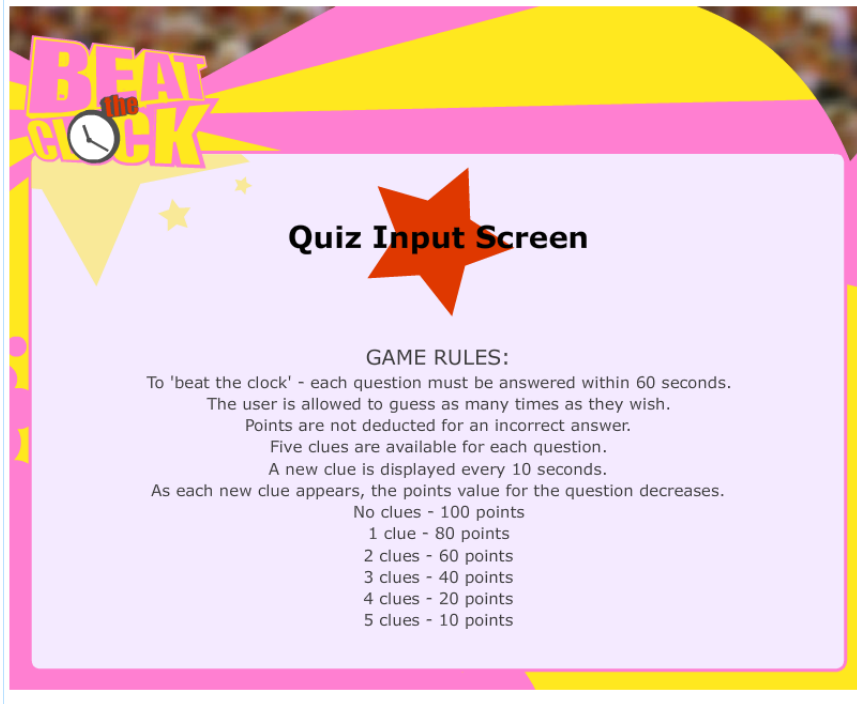 BEAT
the
CLOCK
Quiz Input Screen
GAME RULES:
To 'beat the clock' - each question must be answered within 60 seconds.
The user is allowed to guess as many times as they wish.
Points are not deducted for an incorrect answer.
Five clues are available for each question.
A new clue is displayed every 10 seconds.
As each new clue appears, the points value for the question decreases.
No clues - 100 points
1 clue - 80 points
2 clues - 60 points
3 clues - 40 points
4 clues - 20 points
5 clues - 10 points